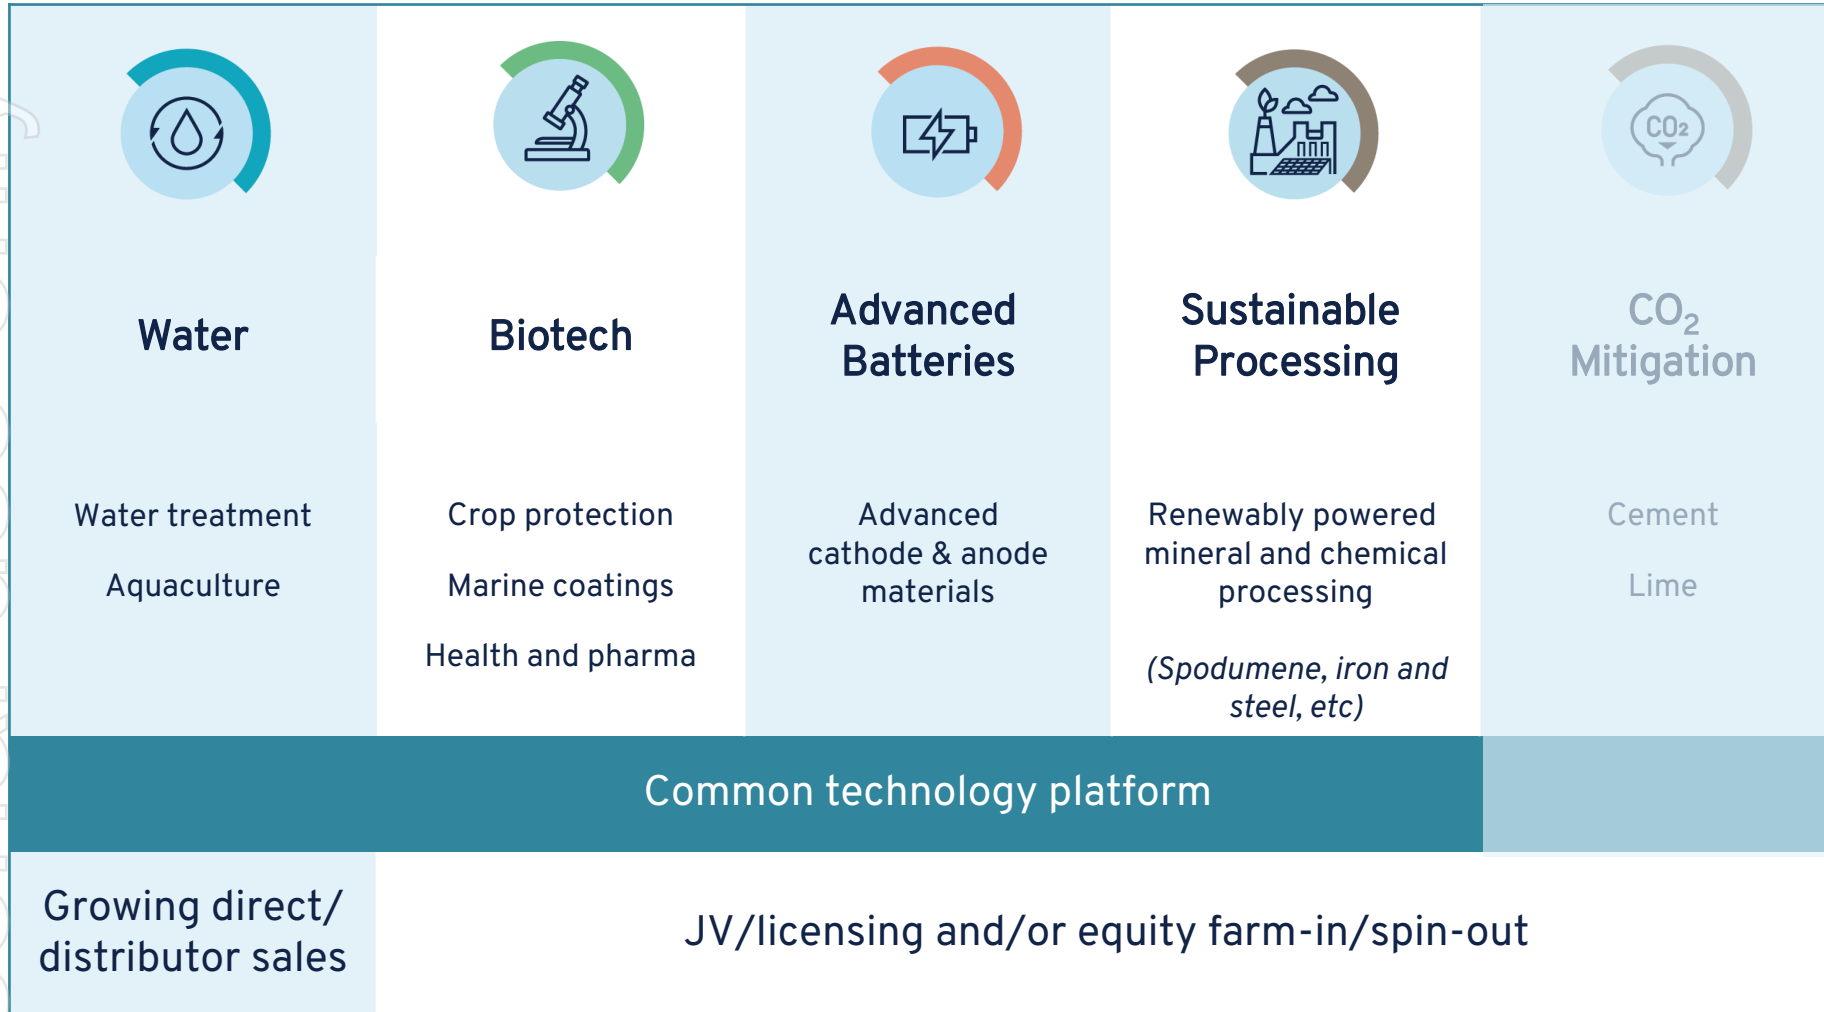 CO₂
Water
Biotech
Advanced
Batteries
Sustainable
Processing
CO₂
Mitigation
Water treatment
Aquaculture
Crop protection
Marine coatings
Health and pharma
Advanced
cathode & anode
materials
Renewably powered
mineral and chemical
processing
(Spodumene, iron and
steel, etc)
Cement
Lime
Common technology platform
Growing direct/
distributor sales
JV/licensing and/or equity farm-in/spin-out